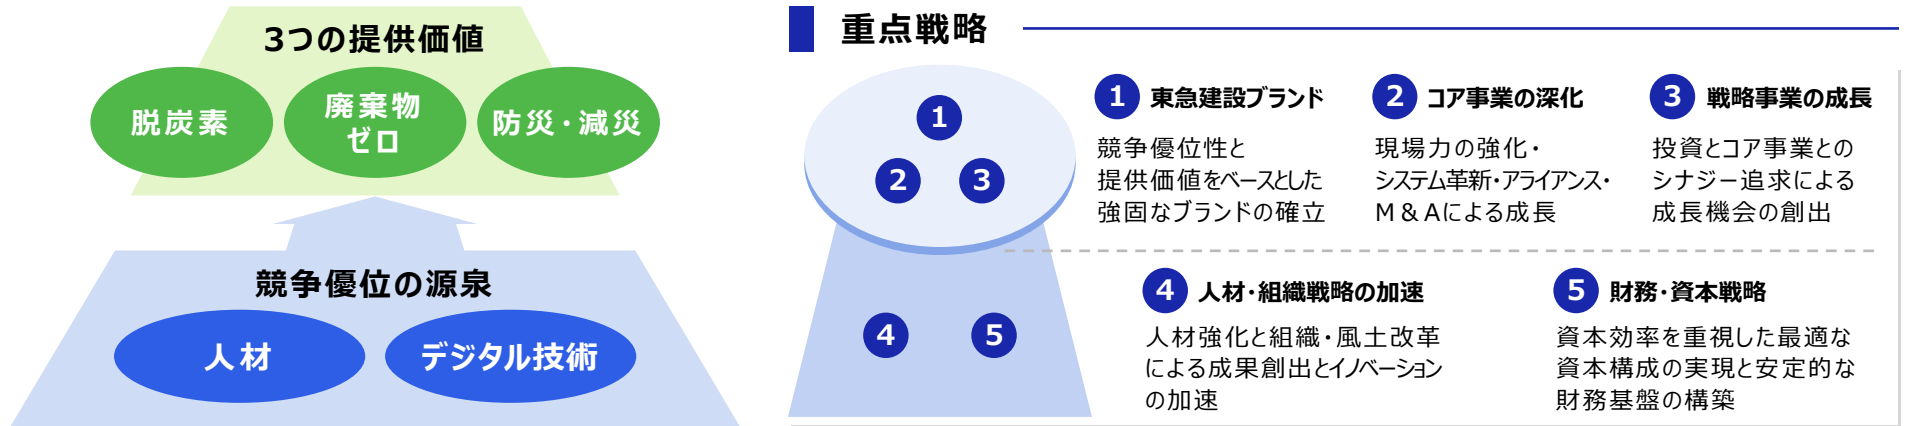 3つの提供価値
脱炭素
廃棄物
ゼロ
防災・減災
競争優位の源泉
人材
デジタル技術
重点戦略
1
2
3
4
5
1 東急建設ブランド
競争優位性と
提供価値をベースとした
強固なブランドの確立
2 コア事業の深化
現場力の強化・
システム革新・アライアンス・
M&Aによる成長
3 戦略事業の成長
投資とコア事業との
シナジー追求による
成長機会の創出
4 人材・組織戦略の加速
人材強化と組織・風土改革
による成果創出とイノベーション
の加速
5 財務・資本戦略
資本効率を重視した最適な
資本構成の実現と安定的な
財務基盤の構築